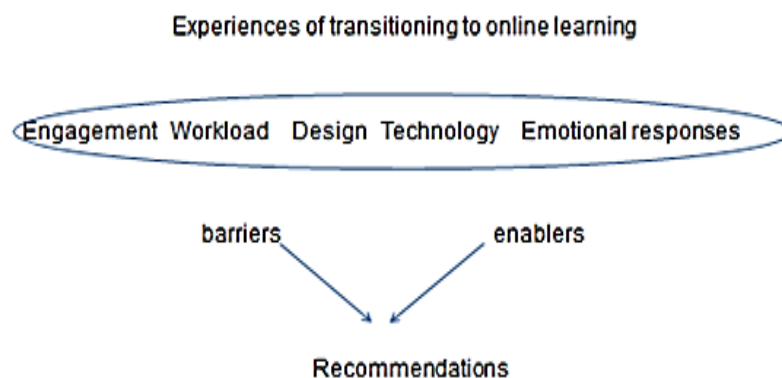 Experiences of transitioning to online learning
Engagement Workload Design Technology Emotional responses
barriers enablers
Recommendations